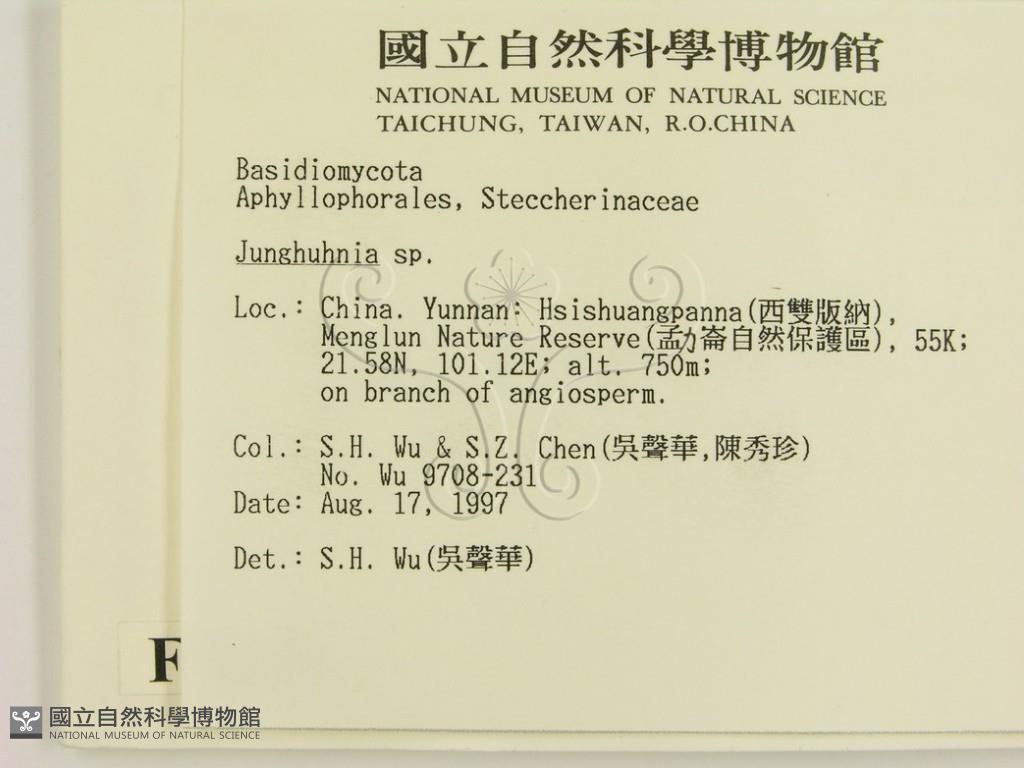 國立自然科學博物館
NATIONAL MUSEUM OF NATURAL SCIENCE
TAICHUNG, TAIWAN, R.O.CHINA
Basidiomycota
Aphyllophorales, Steccherinaceae
Junghuhnia sp.
Loc.: China. Yunnan: Hsishuangpanna(西雙版納),
Menglun Nature Reserve(孟力崙自然保護區), 55K;
21.58N, 101.12E; alt. 750m;
on branch of angiosperm.
Col.: S.H. Wu & S.Z. Chen(吳聲華,陳秀珍)
No. Wu 9708-231
Date: Aug. 17, 1997
Det.: S.H. Wu(吳聲華)
F
國立自然科學博物館
NATIONAL MUSEUM OF NATURAL SCIENCE